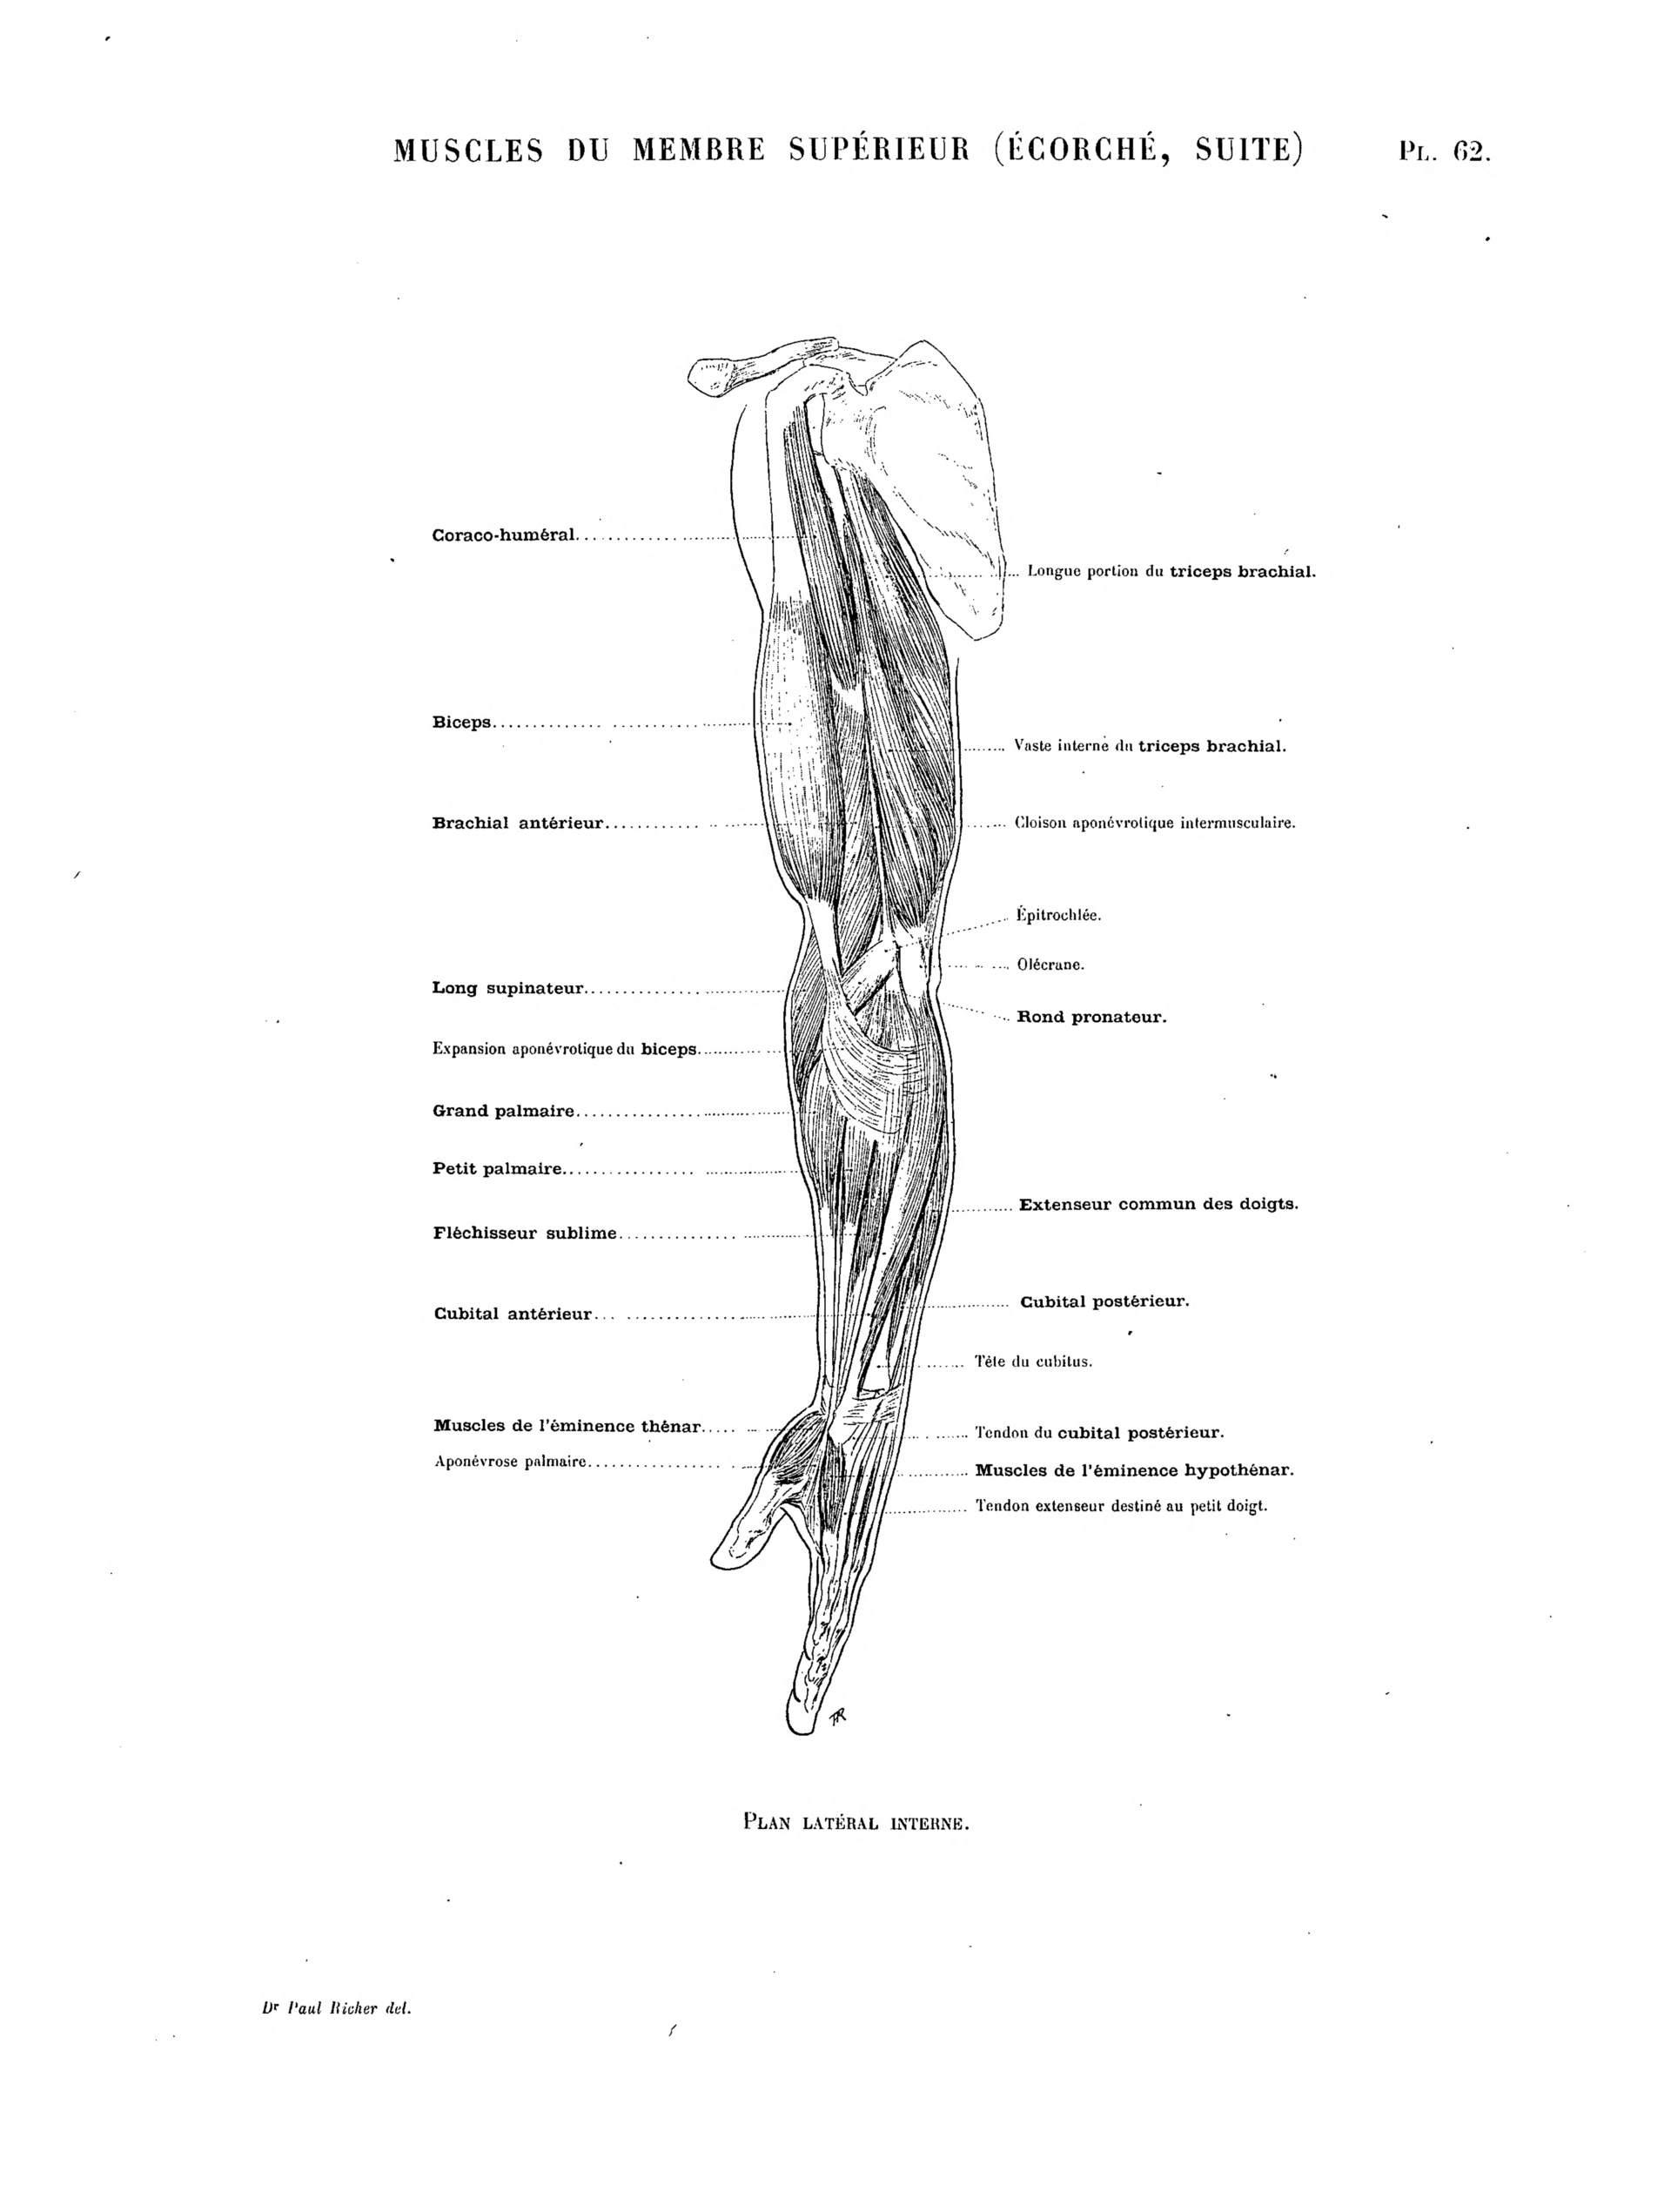 MUSCLES DU MEMBRE SUPÉRIEUR (ÉCORCHÉ, SUITE) PL. 62.
Coraco-huméral
Longue portion du triceps brachial.
Biceps
Vaste interne du triceps brachial.
Brachial antérieur
Cloison aponévrotique intermusculaire.
Épitrochlée.
Olécrane.
Long supinateur
Rond pronateur.
Expansion aponévrotique du biceps
Grand palmaire
Petit palmaire
Extenseur commun des doigts.
Fléchisseur sublime
Cubital postérieur.
Cubital antérieur
Tête du cubitus.
Muscles de l'éminence thénar
Tendon du cubital postérieur.
Aponévrose palmaire
Muscles de l'éminence hypothénar.
Tendon extenseur destiné au petit doigt.
PR
PLAN LATÉRAL INTERNE.
Dr Paul Richer del.